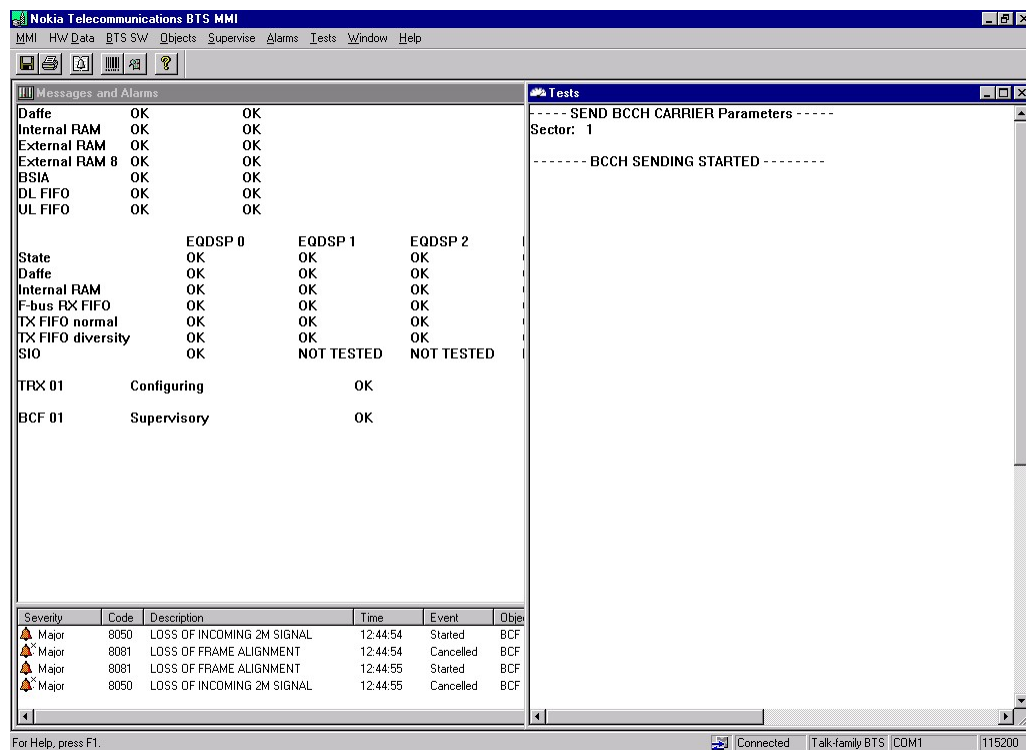 Nokia Telecommunications BTS MMI
MMI HW Data BTS SW Objects Supervise Alarms Tests Window Help
Messages and Alarms
Daffe OK OK
Internal RAM OK OK
External RAM OK OK
External RAM 8 OK OK
BSIA OK OK
DL FIFO OK OK
UL FIFO OK OK
EQDSP 0 EQDSP 1 EQDSP 2
State OK OK OK
Daffe OK OK OK
Internal RAM OK OK OK
F-bus RX FIFO OK OK OK
TX FIFO normal OK OK OK
TX FIFO diversity OK OK OK
SIO OK NOT TESTED NOT TESTED
TRX 01 Configuring OK
BCF 01 Supervisory OK
Severity Code Description Time Event Obje
Major 8050 LOSS OF INCOMING 2M SIGNAL 12:44:54 Started BCF
Major 8081 LOSS OF FRAME ALIGNMENT 12:44:54 Cancelled BCF
Major 8081 LOSS OF FRAME ALIGNMENT 12:44:55 Started BCF
Major 8050 LOSS OF INCOMING 2M SIGNAL 12:44:55 Cancelled BCF
Tests
- - - - - SEND BCCH CARRIER Parameters - - - - -
Sector: 1
- - - - - - - BCCH SENDING STARTED - - - - - - - -
For Help, press F1. Connected Talk-family BTS COM1 115200